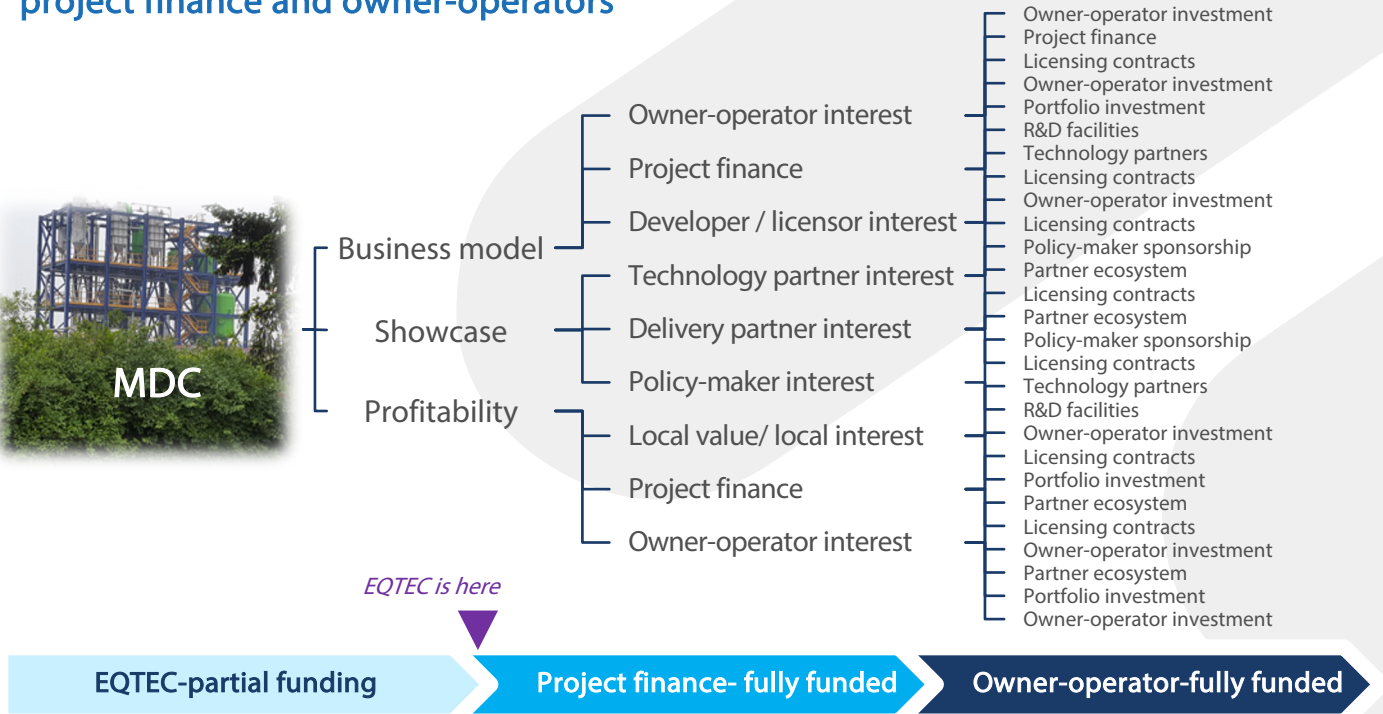 project finance and owner-operators
MDC
Business model
Showcase
Profitability
Owner-operator interest
Project finance
Developer / licensor interest
Technology partner interest
Delivery partner interest
Policy-maker interest
Local value/ local interest
Project finance
Owner-operator interest
Owner-operator investment
Project finance
Licensing contracts
Owner-operator investment
Portfolio investment
R&D facilities
Technology partners
Licensing contracts
Owner-operator investment
Licensing contracts
Policy-maker sponsorship
Partner ecosystem
Licensing contracts
Partner ecosystem
Policy-maker sponsorship
Licensing contracts
Technology partners
R&D facilities
Owner-operator investment
Licensing contracts
Portfolio investment
Partner ecosystem
Licensing contracts
Owner-operator investment
Partner ecosystem
Portfolio investment
Owner-operator investment
EQTEC is here
EQTEC-partial funding
Project finance- fully funded
Owner-operator-fully funded